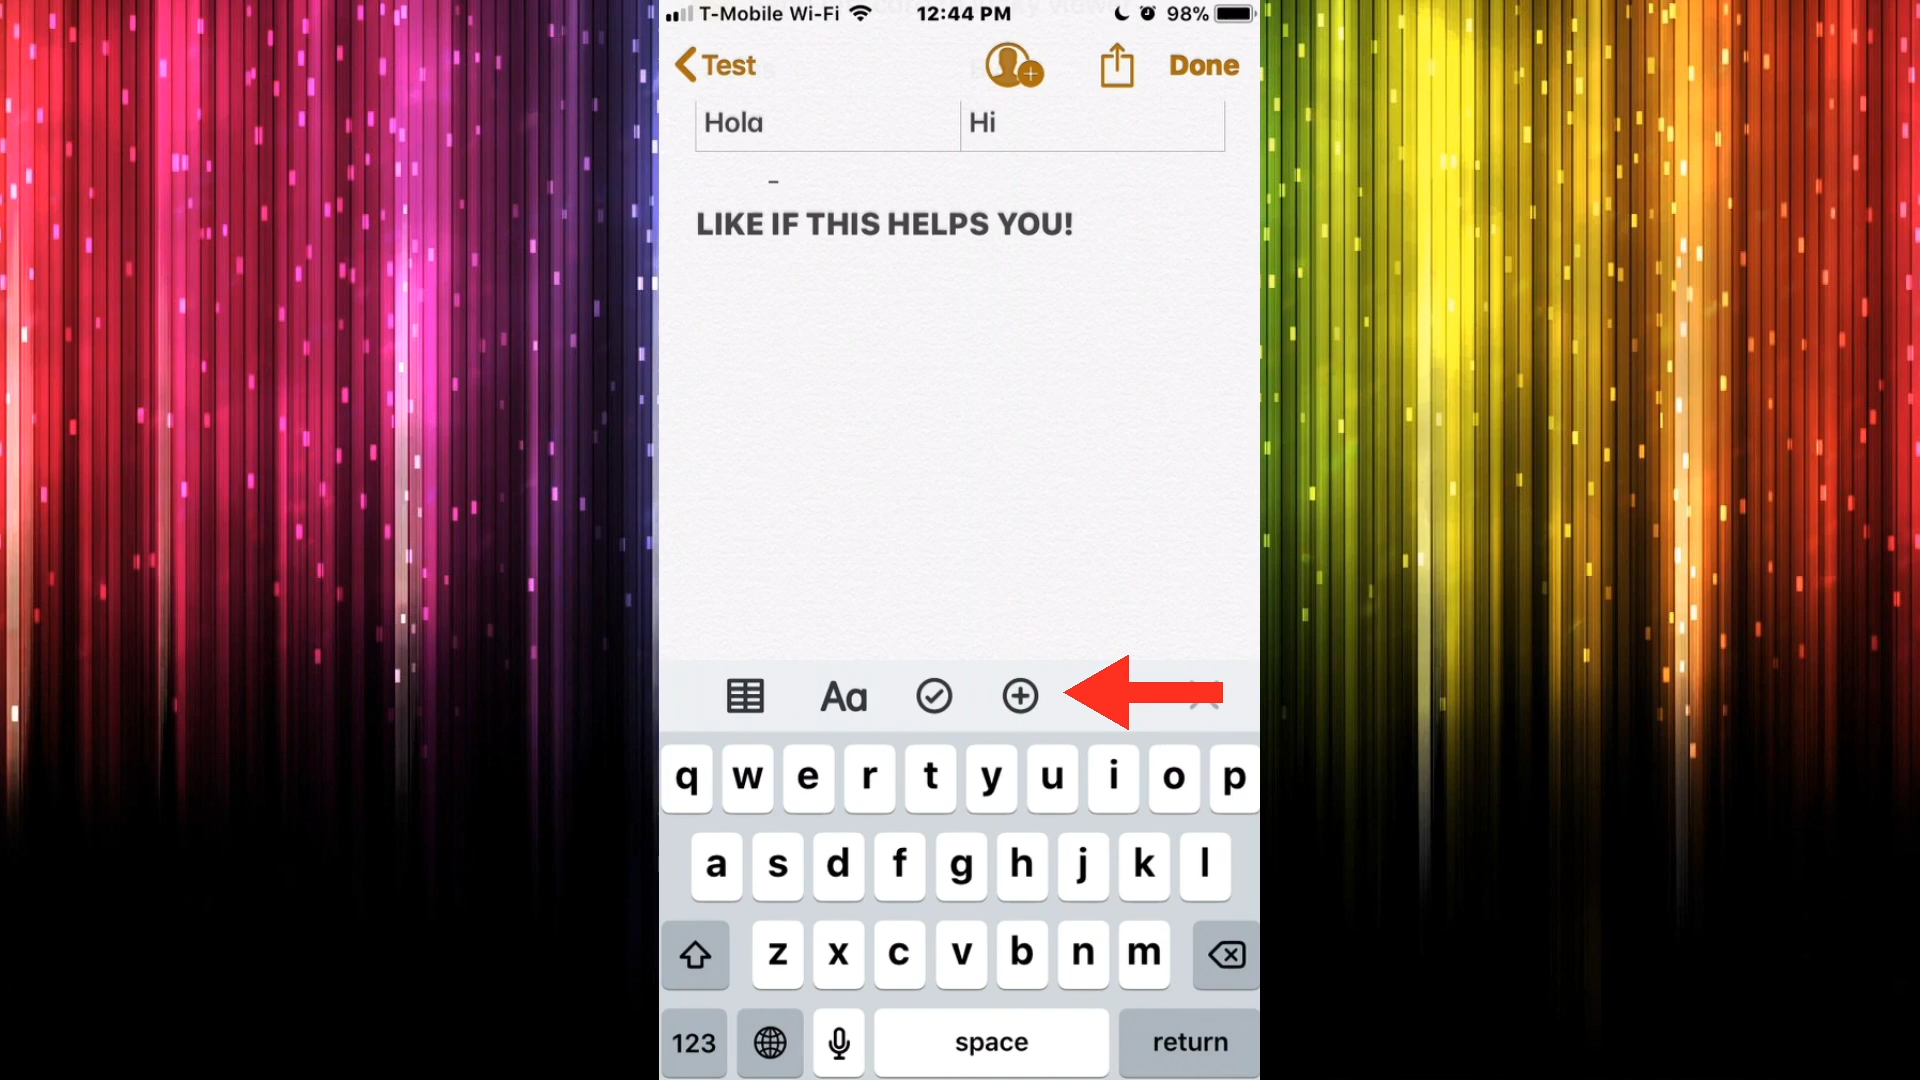 T-Mobile Wi-Fi 12:44 PM 98%
Test Done
Hola Hi
-
LIKE IF THIS HELPS YOU!
Aa
q w e r t y u i o p
a s d f g h j k l
z x c v b n m
123 space return